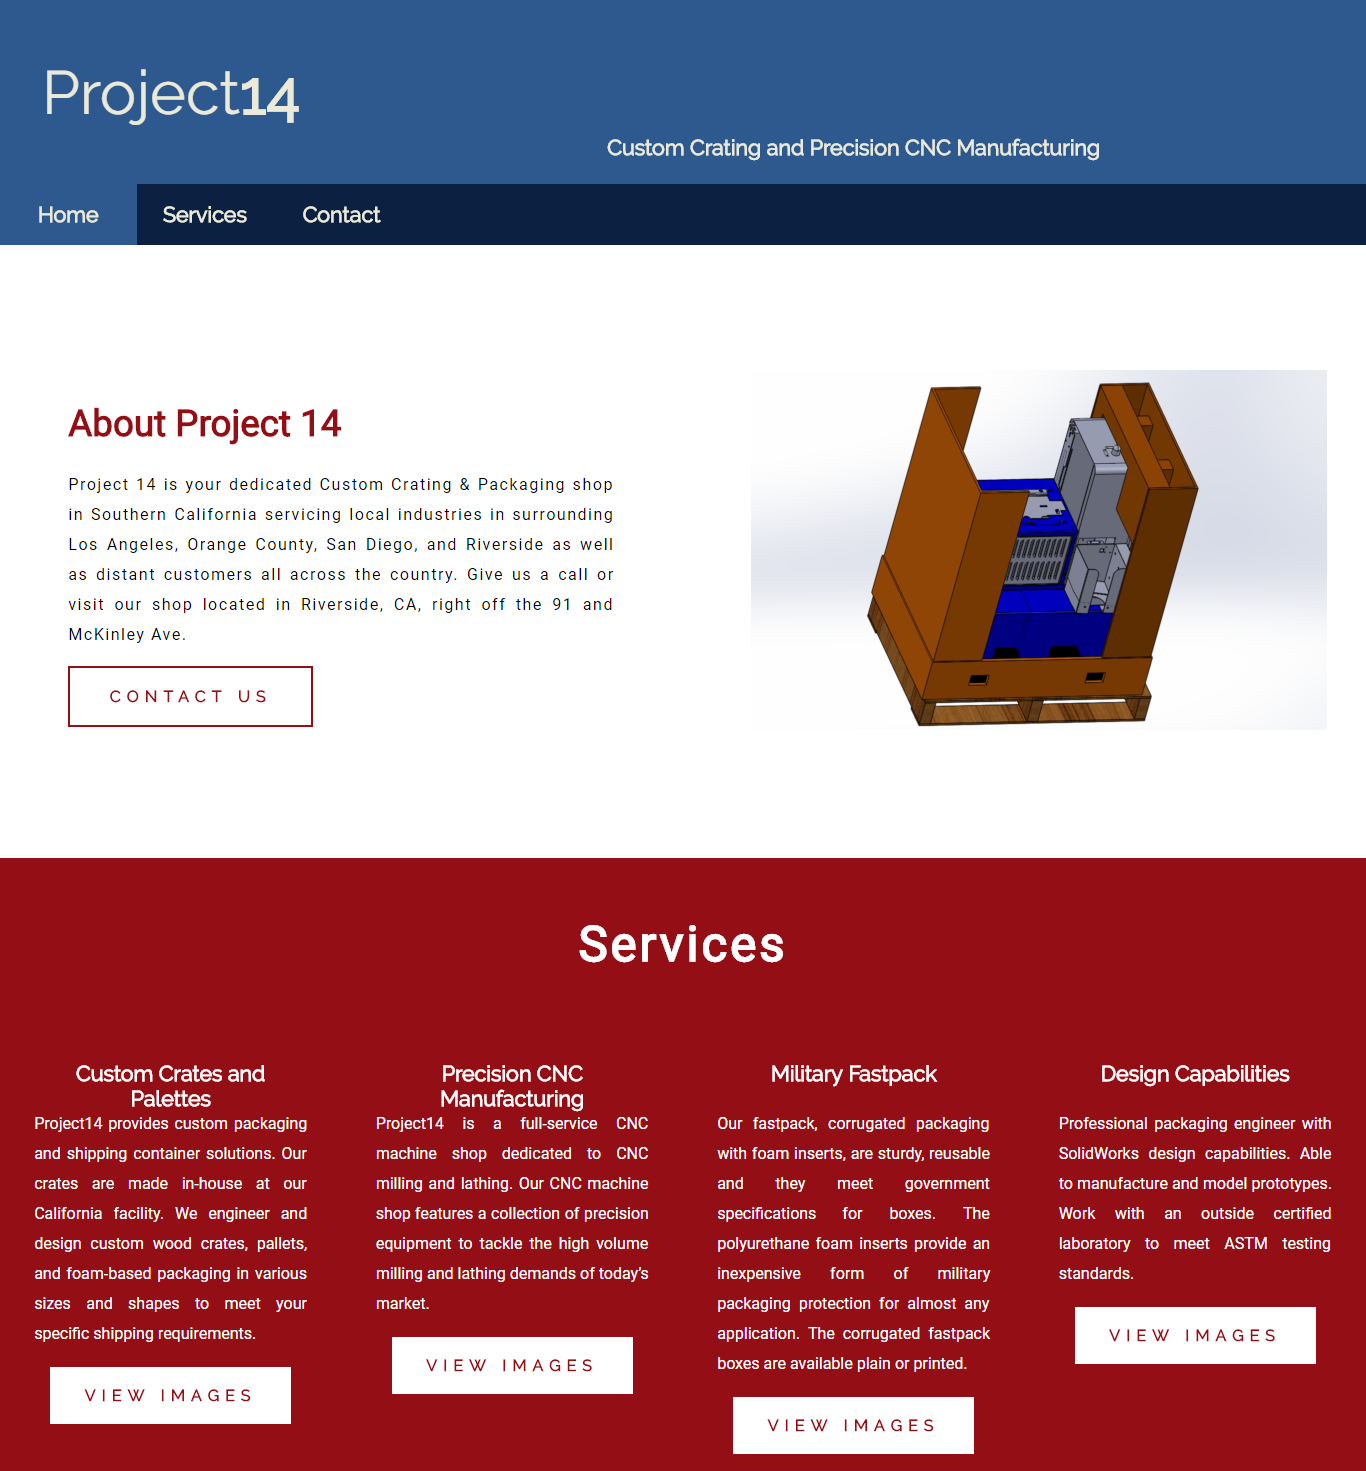 Project14
Custom Crating and Precision CNC Manufacturing
Home
Services
Contact
About Project 14
Project 14 is your dedicated Custom Crating & Packaging shop
in Southern California servicing local industries in surrounding
Los Angeles, Orange County, San Diego, and Riverside as well
as distant customers all across the country. Give us a call or
visit our shop located in Riverside, CA, right off the 91 and
McKinley Ave.
CONTACT US
Services
Custom Crates and
Palettes
Project14 provides custom packaging
and shipping container solutions. Our
crates are made in-house at our
California facility. We engineer and
design custom wood crates, pallets,
and foam-based packaging in various
sizes and shapes to meet your
specific shipping requirements.
VIEW IMAGES
Precision CNC
Manufacturing
Project14 is a full-service CNC
machine shop dedicated to CNC
milling and lathing. Our CNC machine
shop features a collection of precision
equipment to tackle the high volume
milling and lathing demands of today's
market.
VIEW IMAGES
Military Fastpack
Our fastpack, corrugated packaging
with foam inserts, are sturdy, reusable
and they meet government
specifications for boxes. The
polyurethane foam inserts provide an
inexpensive form of military
packaging protection for almost any
application. The corrugated fastpack
boxes are available plain or printed.
VIEW IMAGES
Design Capabilities
Professional packaging engineer with
SolidWorks design capabilities. Able
to manufacture and model prototypes.
Work with an outside certified
laboratory to meet ASTM testing
standards.
VIEW IMAGES